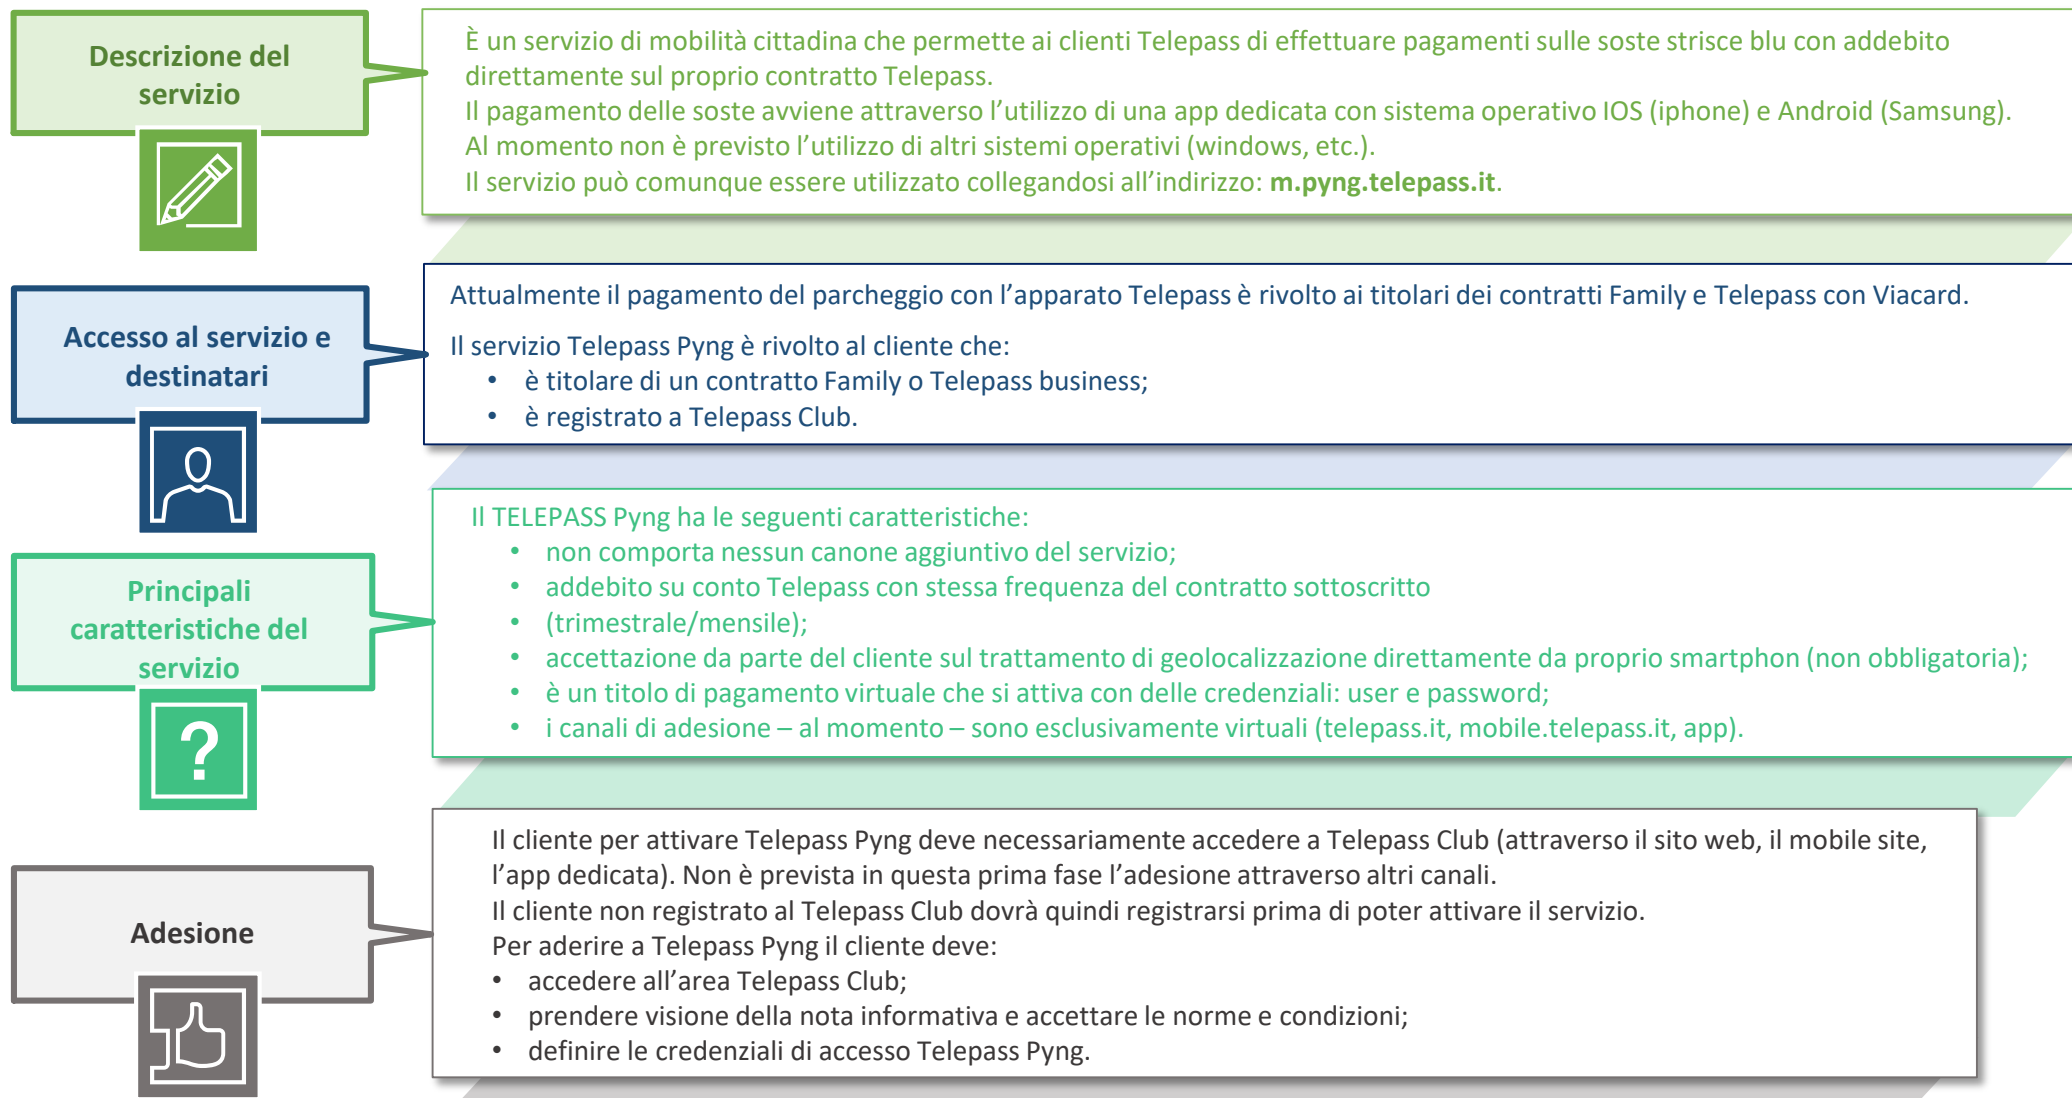 Descrizione del
servizio
È un servizio di mobilità cittadina che permette ai clienti Telepass di effettuare pagamenti sulle soste strisce blu con addebito
direttamente sul proprio contratto Telepass.
Il pagamento delle soste avviene attraverso l’utilizzo di una app dedicata con sistema operativo IOS (iphone) e Android (Samsung).
Al momento non è previsto l’utilizzo di altri sistemi operativi (windows, etc.).
Il servizio può comunque essere utilizzato collegandosi all’indirizzo: m.pyng.telepass.it.
Accesso al servizio e
destinatari
Attualmente il pagamento del parcheggio con l’apparato Telepass è rivolto ai titolari dei contratti Family e Telepass con Viacard.
Il servizio Telepass Pyng è rivolto al cliente che:
• è titolare di un contratto Family o Telepass business;
• è registrato a Telepass Club.
Principali
caratteristiche del
servizio
?
Il TELEPASS Pyng ha le seguenti caratteristiche:
• non comporta nessun canone aggiuntivo del servizio;
• addebito su conto Telepass con stessa frequenza del contratto sottoscritto
• (trimestrale/mensile);
• accettazione da parte del cliente sul trattamento di geolocalizzazione direttamente da proprio smartphon (non obbligatoria);
• è un titolo di pagamento virtuale che si attiva con delle credenziali: user e password;
• i canali di adesione – al momento – sono esclusivamente virtuali (telepass.it, mobile.telepass.it, app).
Adesione
Il cliente per attivare Telepass Pyng deve necessariamente accedere a Telepass Club (attraverso il sito web, il mobile site,
l’app dedicata). Non è prevista in questa prima fase l’adesione attraverso altri canali.
Il cliente non registrato al Telepass Club dovrà quindi registrarsi prima di poter attivare il servizio.
Per aderire a Telepass Pyng il cliente deve:
• accedere all’area Telepass Club;
• prendere visione della nota informativa e accettare le norme e condizioni;
• definire le credenziali di accesso Telepass Pyng.